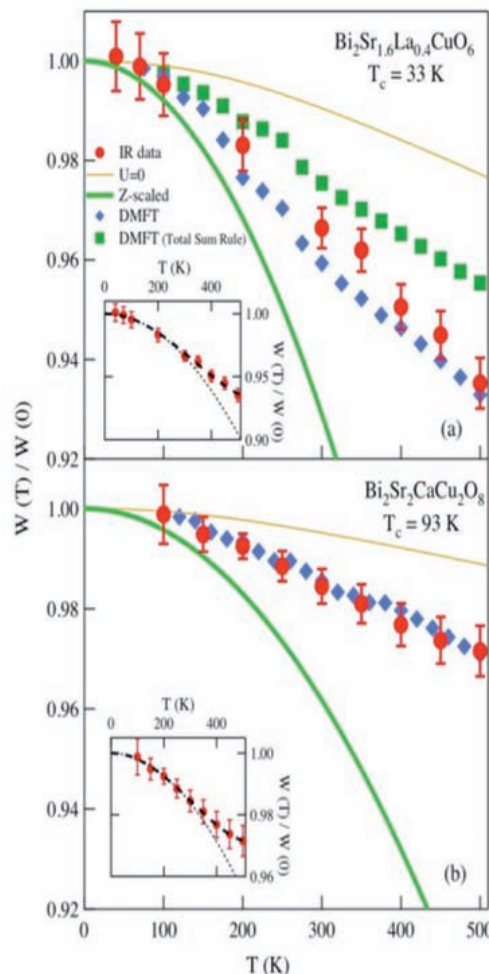 Bi2Sr1.6La0.4CuO6
Tc = 33 K
IR data
U=0
Z-scaled
DMFT
DMFT (Total Sum Rule)
1.00
0.98
0.96
0.94
0.92
T (K)
0 200 400
1.00
0.95
0.90
W (T) / W (0)
(a)
W (T) / W (0)
Bi2Sr2CaCu2O8
Tc = 93 K
1.00
0.98
0.96
0.94
0.92
T (K)
0 200 400
1.00
0.98
0.96
W (T) / W (0)
(b)
0 100 200 300 400 500
T (K)